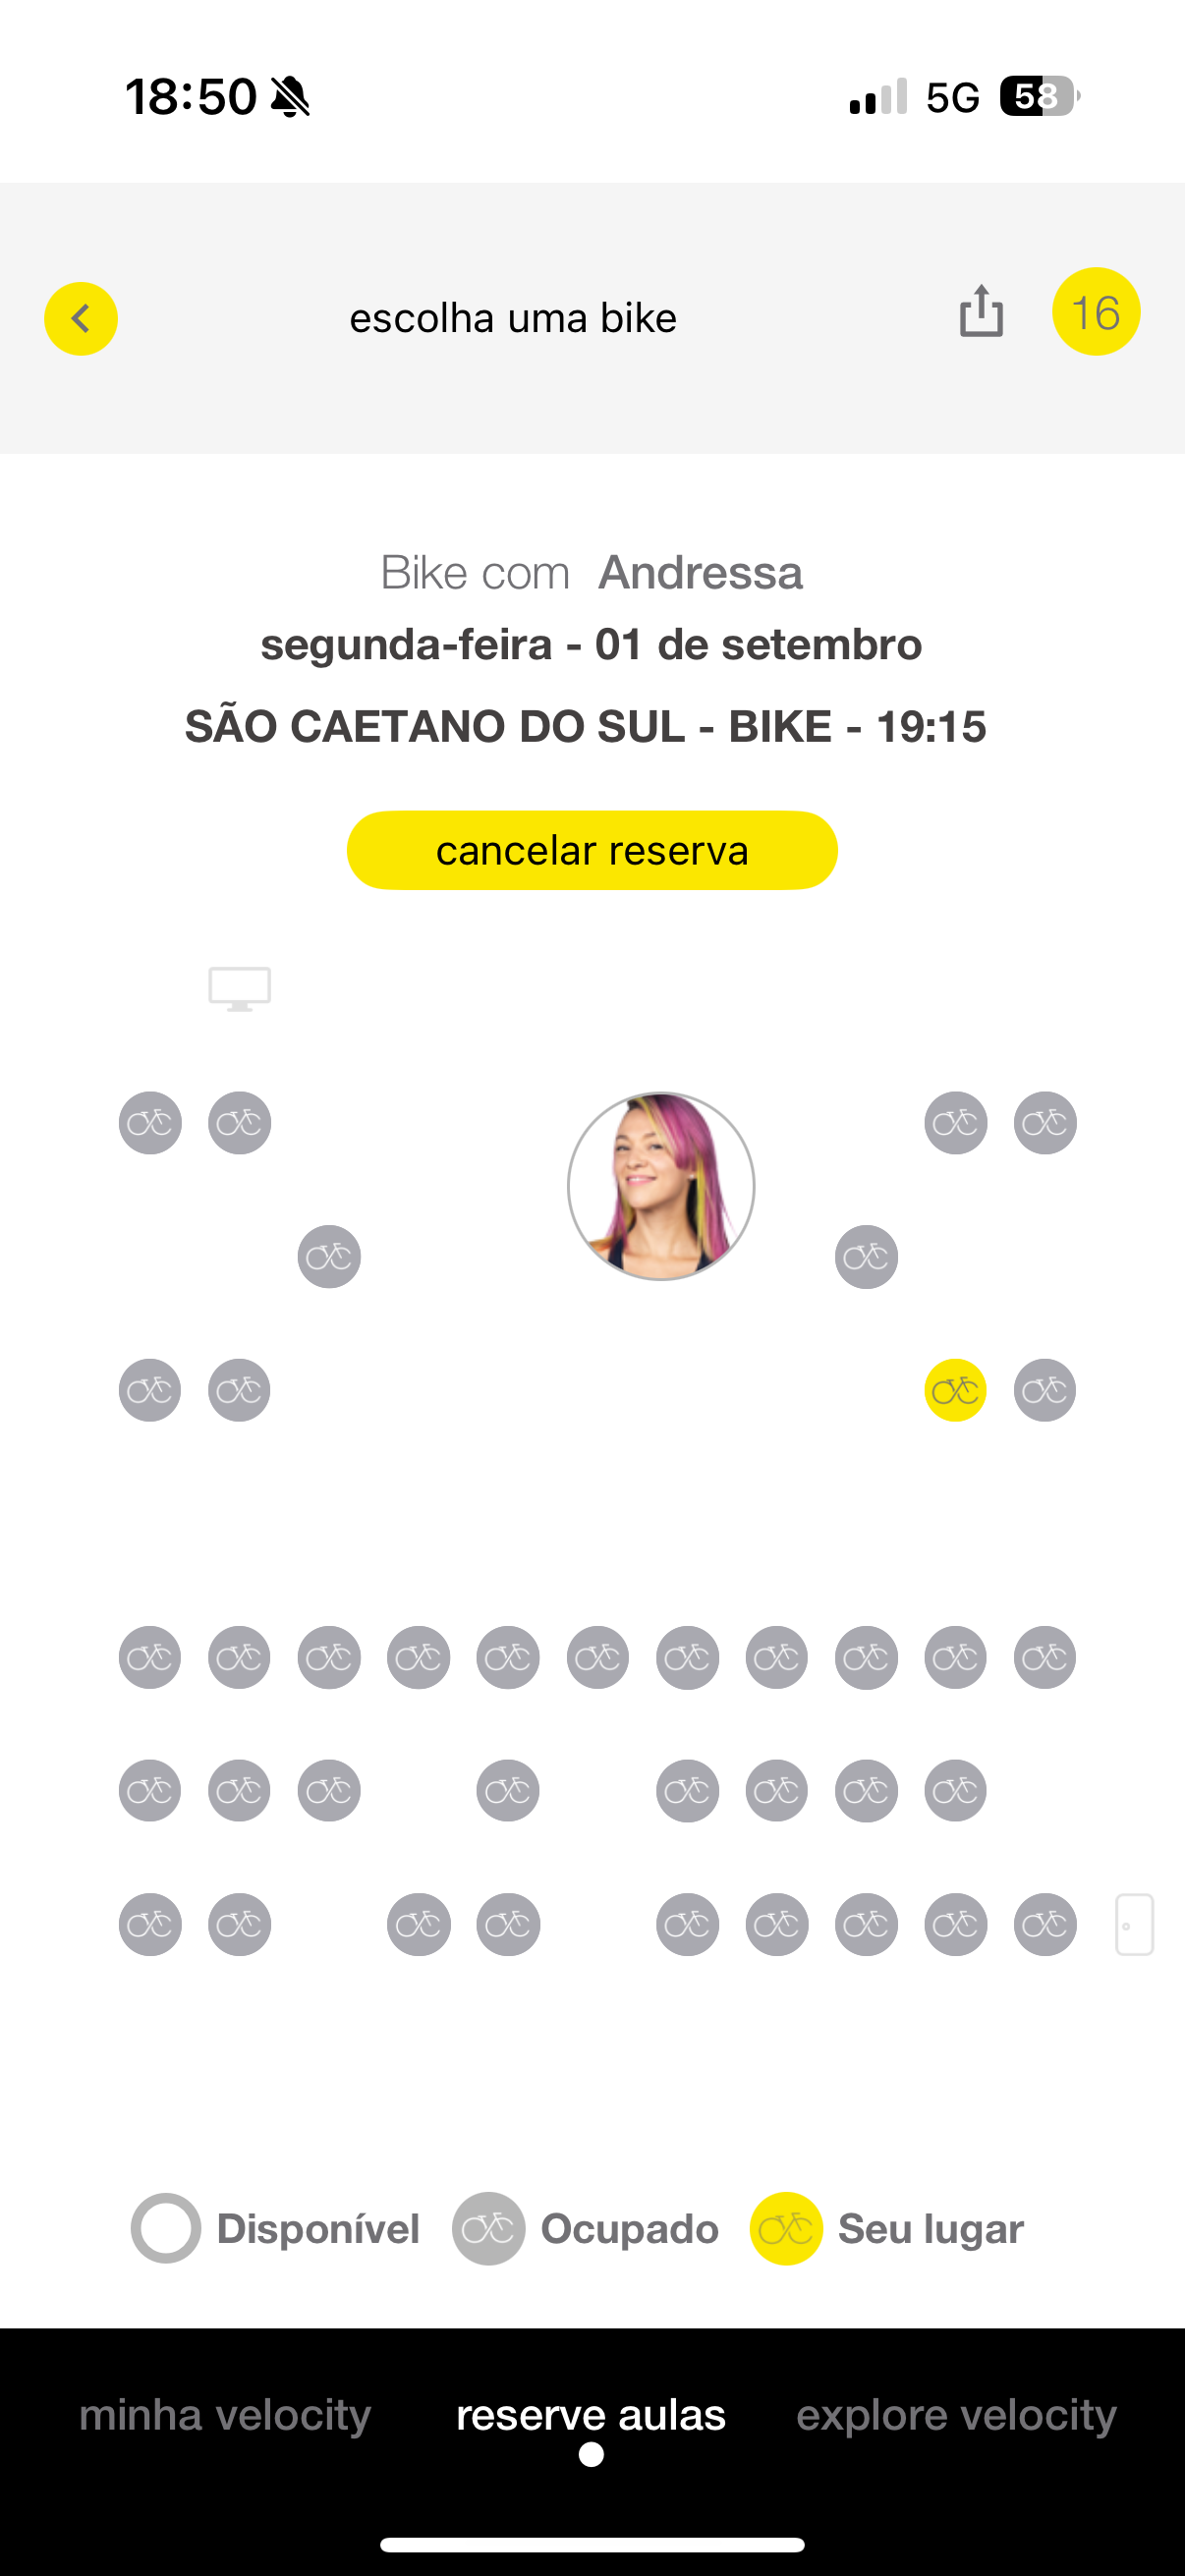 18:50 5G 58
escolha uma bike 16
Bike com Andressa
segunda-feira - 01 de setembro
SÃO CAETANO DO SUL - BIKE - 19:15
cancelar reserva
Disponível Ocupado Seu lugar
minha velocity reserve aulas explore velocity